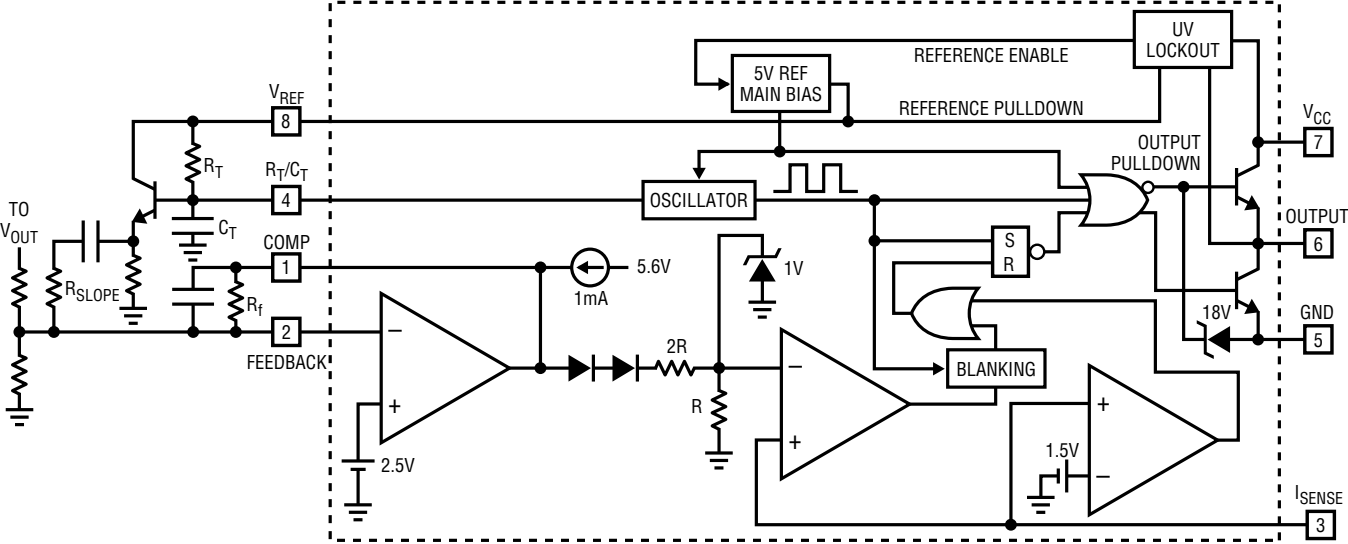 UV
LOCKOUT
REFERENCE ENABLE
5V REF
MAIN BIAS
REFERENCE PULLDOWN
VREF
8
VCC
7
OUTPUT
PULLDOWN
RT
RT/CT
4
OSCILLATOR
TO
VOUT
CT
COMP
1
5.6V
1mA
1V
S
R
OUTPUT
6
RSLOPE
Rf
2
FEEDBACK
–
+
2.5V
2R
R
–
+
BLANKING
18V
GND
5
+
–
1.5V
ISENSE
3